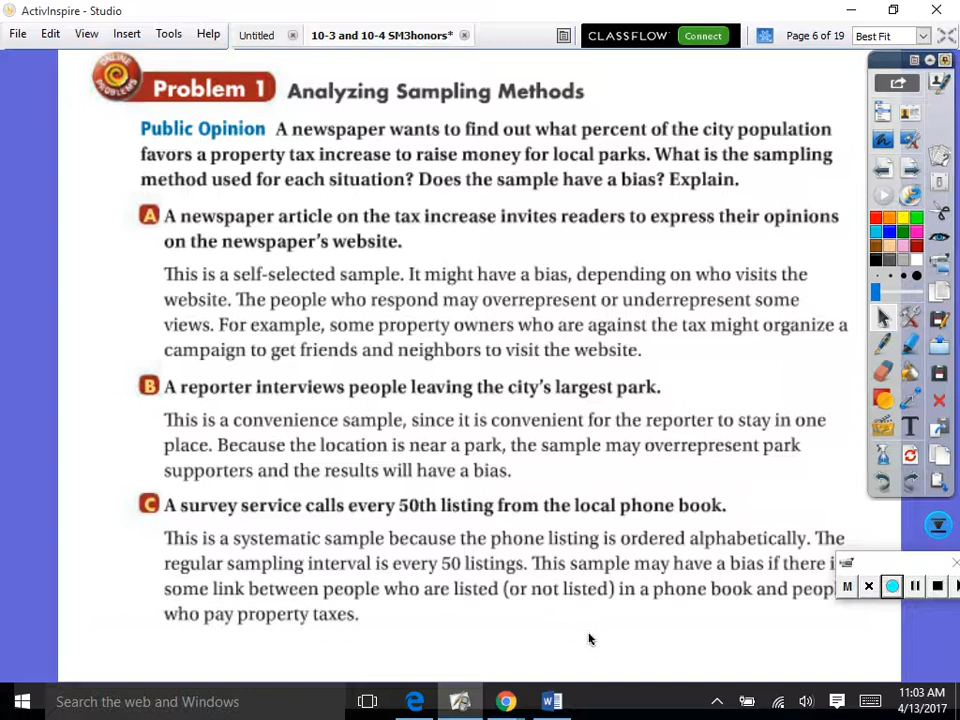 ActivInspire - Studio
File Edit View Insert Tools Help Untitled 10-3 and 10-4 SM3honors* CLASSFLOW Connect Page 6 of 19 Best Fit
ONLINE PROBLEMS
Problem 1 Analyzing Sampling Methods
Public Opinion A newspaper wants to find out what percent of the city population
favors a property tax increase to raise money for local parks. What is the sampling
method used for each situation? Does the sample have a bias? Explain.
A A newspaper article on the tax increase invites readers to express their opinions
on the newspaper's website.
This is a self-selected sample. It might have a bias, depending on who visits the
website. The people who respond may overrepresent or underrepresent some
views. For example, some property owners who are against the tax might organize a
campaign to get friends and neighbors to visit the website.
B A reporter interviews people leaving the city's largest park.
This is a convenience sample, since it is convenient for the reporter to stay in one
place. Because the location is near a park, the sample may overrepresent park
supporters and the results will have a bias.
C A survey service calls every 50th listing from the local phone book.
This is a systematic sample because the phone listing is ordered alphabetically. The
regular sampling interval is every 50 listings. This sample may have a bias if there i
some link between people who are listed (or not listed) in a phone book and peop
who pay property taxes.
M
Search the web and Windows
11:03 AM
4/13/2017